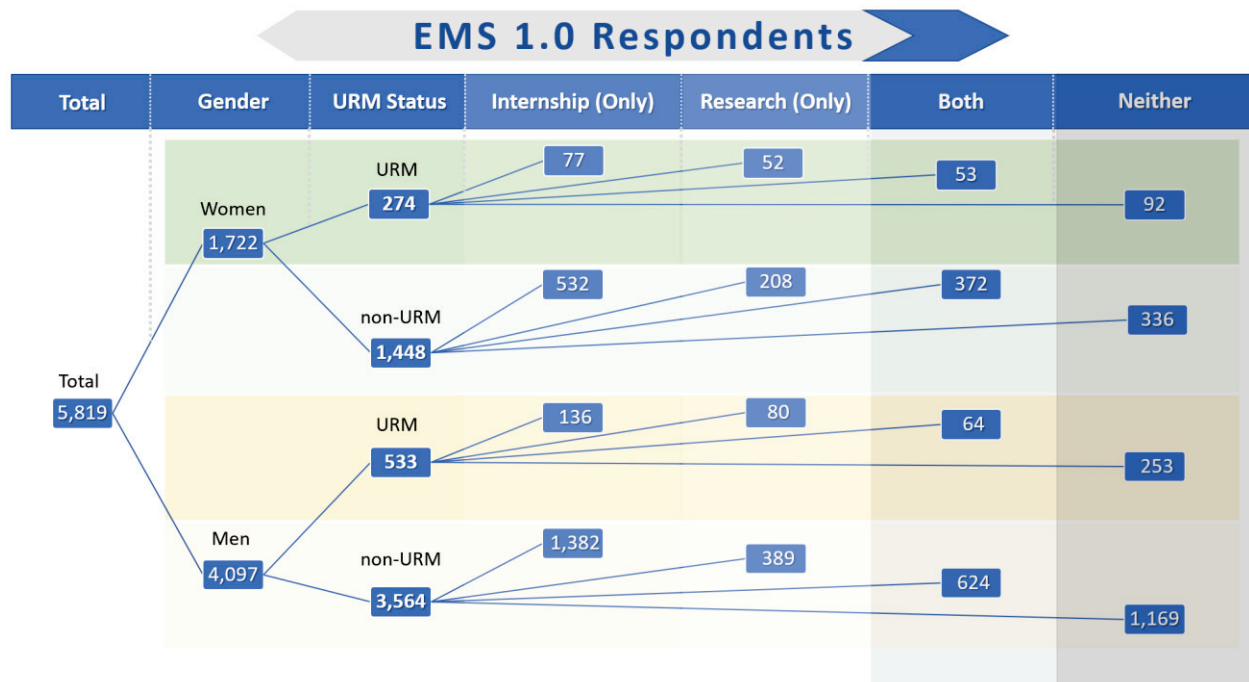 EMS 1.0 Respondents
Total Gender URM Status Internship (Only) Research (Only) Both Neither
URM
274
77
52
53
92
Women
1,722
non-URM
1,448
532
208
372
336
Total
5,819
URM
533
136
80
64
253
Men
4,097
non-URM
3,564
1,382
389
624
1,169